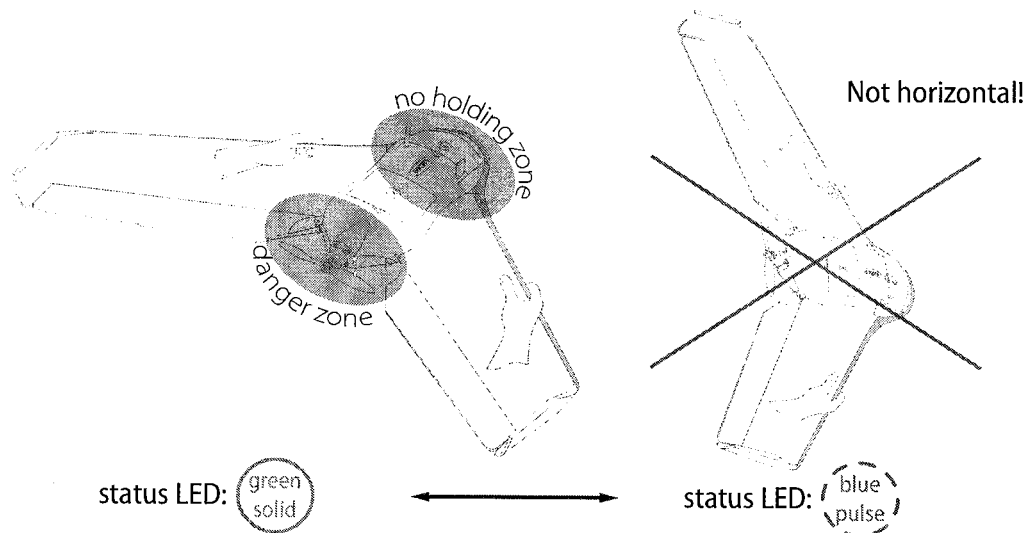 no holding zone
Not horizontal!
danger zone
status LED: green solid
status LED: blue pulse